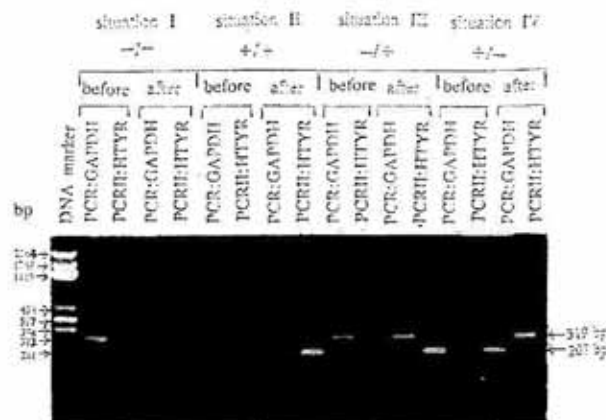 situation I situation II situation III situation IV
−/− +/+ −/+ +/−
before after before after before after before after
bp
DNA marker
PCR:GAPDH
PCRII:HTYR
PCR:GAPDH
PCRII:HTYR
PCR:GAPDH
PCRII:HTYR
PCR:GAPDH
PCRII:HTYR
PCR:GAPDH
PCRII:HTYR
PCR:GAPDH
PCRII:HTYR
PCR:GAPDH
PCRII:HTYR
PCR:GAPDH
PCRII:HTYR
bp
207 bp